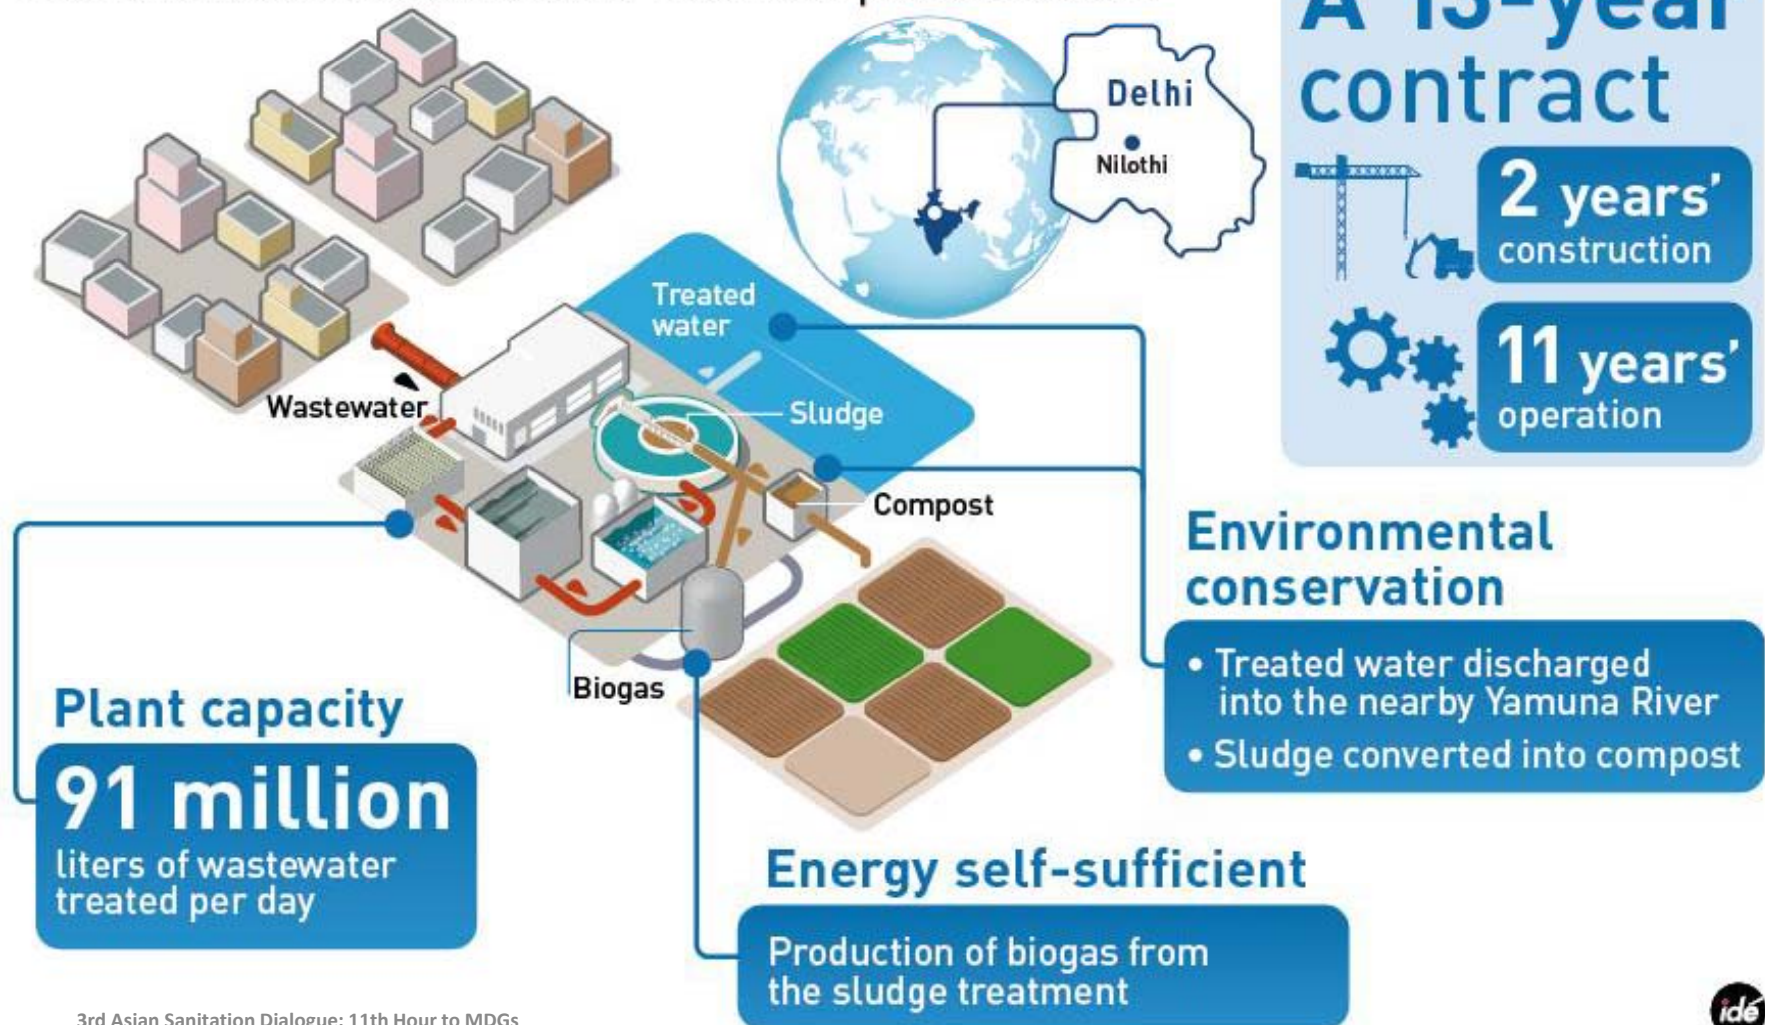 A 13-year
contract
2 years’
construction
11 years’
operation
Delhi
Nilothi
Treated
water
Wastewater
Sludge
Compost
Biogas
Environmental
conservation
• Treated water discharged
into the nearby Yamuna River
• Sludge converted into compost
Plant capacity
91 million
liters of wastewater
treated per day
Energy self-sufficient
Production of biogas from
the sludge treatment
3rd Asian Sanitation Dialogue: 11th Hour to MDGs
idé